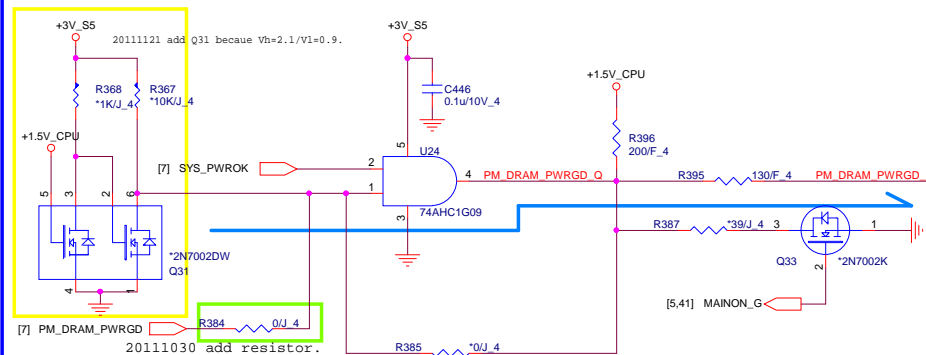 +3V_S5
20111121 add Q31 becaue Vh=2.1/Vl=0.9.
+3V_S5
+1.5V_CPU
R368
*1K/J_4
R367
*10K/J_4
C446
0.1u/10V_4
+1.5V_CPU
R396
200/F_4
5
3
2
6
[7] SYS_PWROK
2
1
5
U24
4
3
74AHC1G09
PM_DRAM_PWRGD_Q
R395
130/F_4
PM_DRAM_PWRGD_
R387
*39/J_4
3
1
2
Q33
*2N7002K
[5,41] MAINON_G
*2N7002DW
Q31
4
1
[7] PM_DRAM_PWRGD
R384
0/J_4
20111030 add resistor.
R385
*0/J_4